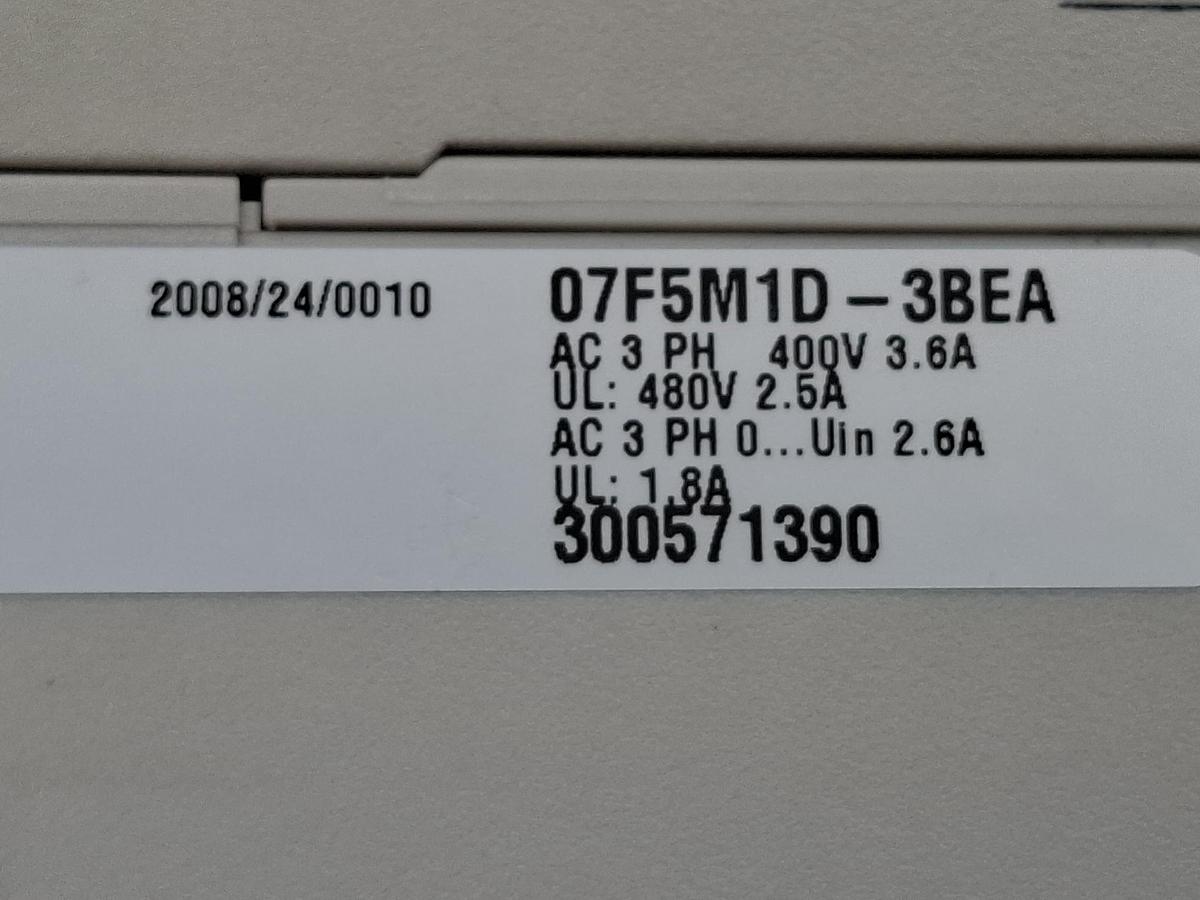 2008/24/0010
07F5M1D-3BEA
AC 3 PH 400V 3.6A
UL: 480V 2.5A
AC 3 PH 0...Uin 2.6A
UL: 1.8A
300571390